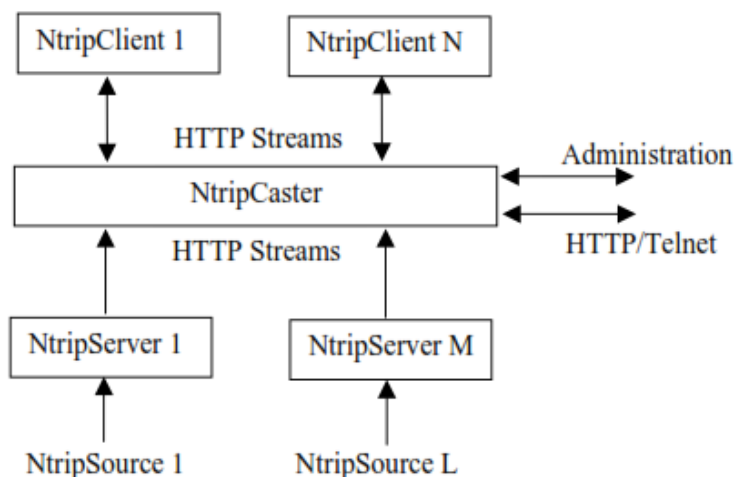 NtripClient 1
NtripClient N
HTTP Streams
Administration
NtripCaster
HTTP Streams
HTTP/Telnet
NtripServer 1
NtripServer M
NtripSource 1
NtripSource L